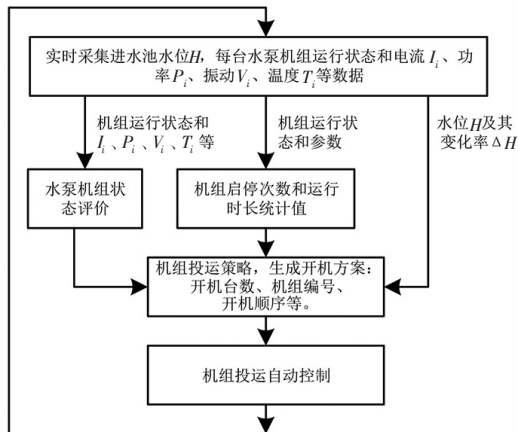 实时采集进水池水位H，每台水泵机组运行状态和电流 Ii、功
率Pi、振动Vi、温度Ti等数据
机组运行状态和
Ii、Pi、Vi、Ti 等
机组运行状
态和参数
水位H及其
变化率ΔH
水泵机组状
态评价
机组启停次数和运行
时长统计值
机组投运策略，生成开机方案：
开机台数、机组编号、
开机顺序等。
机组投运自动控制